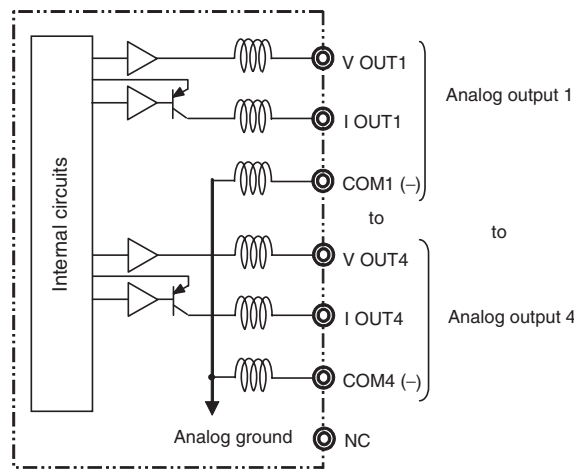 Internal circuits
V OUT1
I OUT1
COM1 (–)
Analog output 1
to
to
V OUT4
I OUT4
COM4 (–)
Analog output 4
Analog ground
NC